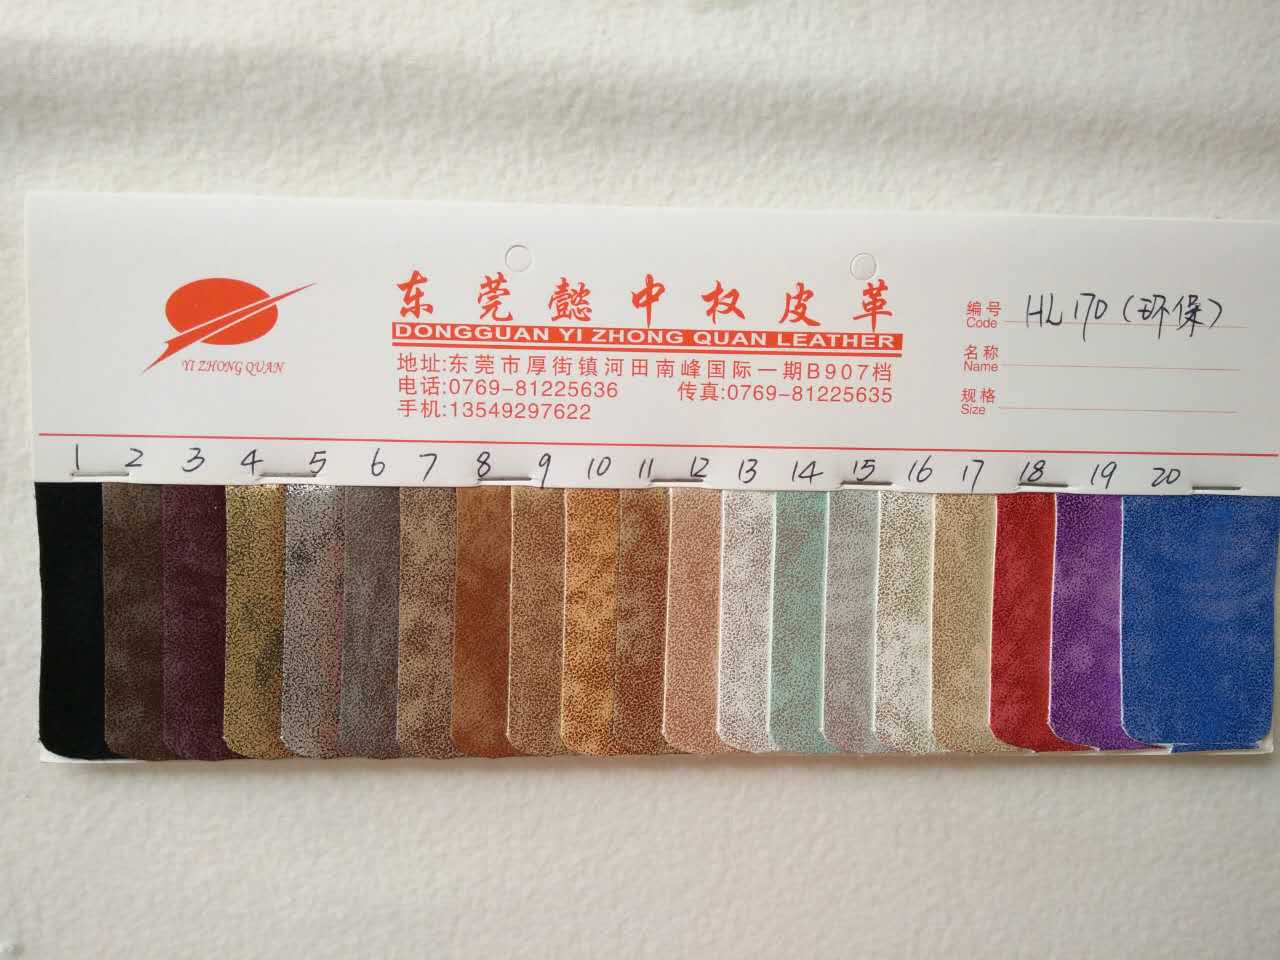 YI ZHONG QUAN
东莞懿中权皮革
DONGGUAN YI ZHONG QUAN LEATHER
地址:东莞市厚街镇河田南峰国际一期B907档
电话:0769-81225636 传真:0769-81225635
手机:13549297622
编号 HL170(环保)
Code
名称
Name
规格
Size
1 2 3 4 5 6 7 8 9 10 11 12 13 14 15 16 17 18 19 20